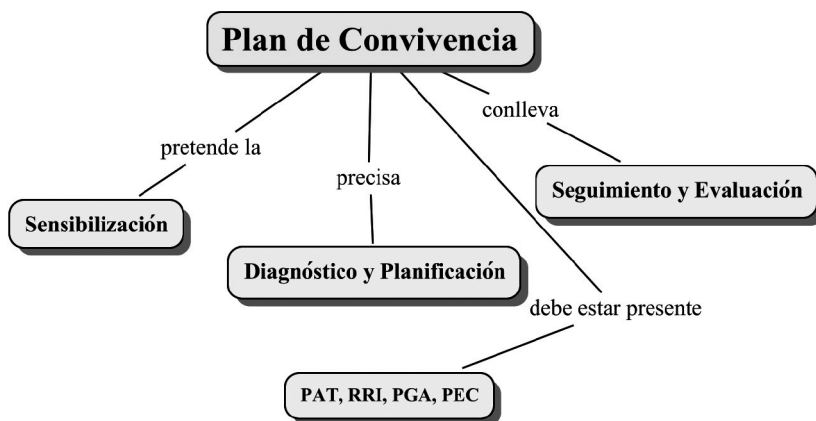 Plan de Convivencia
conlleva
pretende la
precisa
Seguimiento y Evaluación
Sensibilización
Diagnóstico y Planificación
debe estar presente
PAT, RRI, PGA, PEC